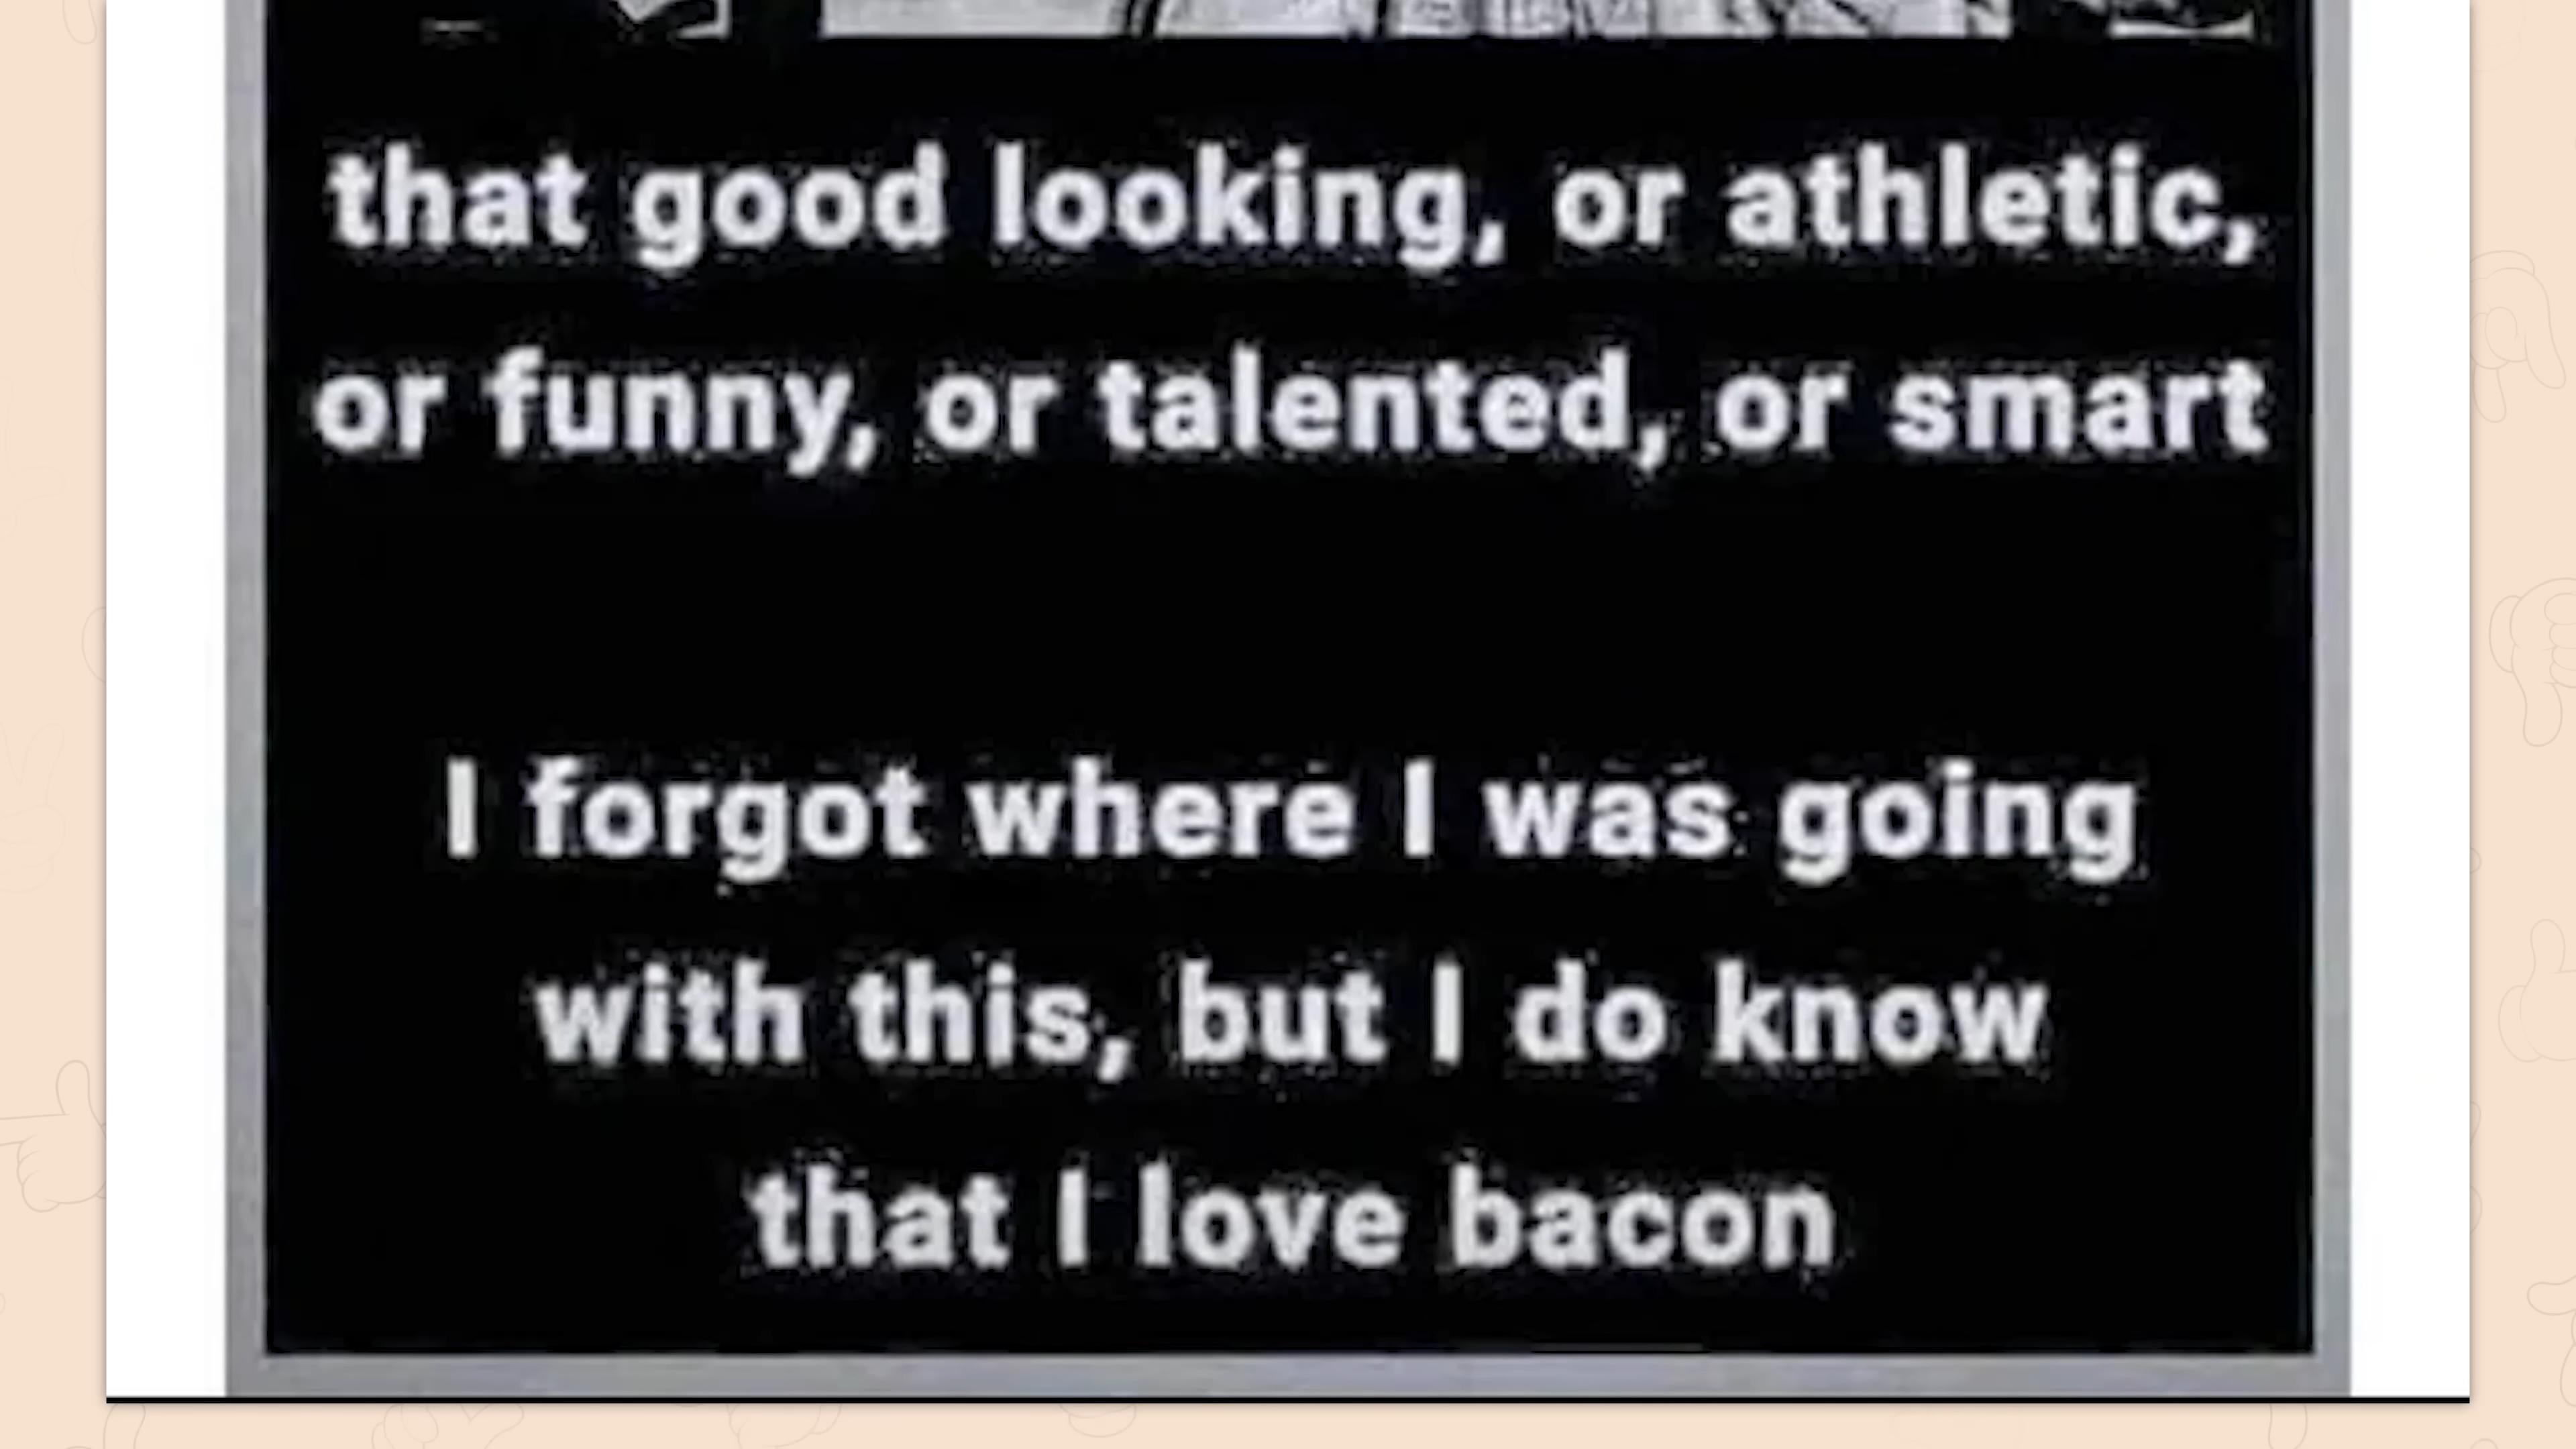 that good looking, or athletic,
or funny, or talented, or smart
I forgot where I was going
with this, but I do know
that I love bacon